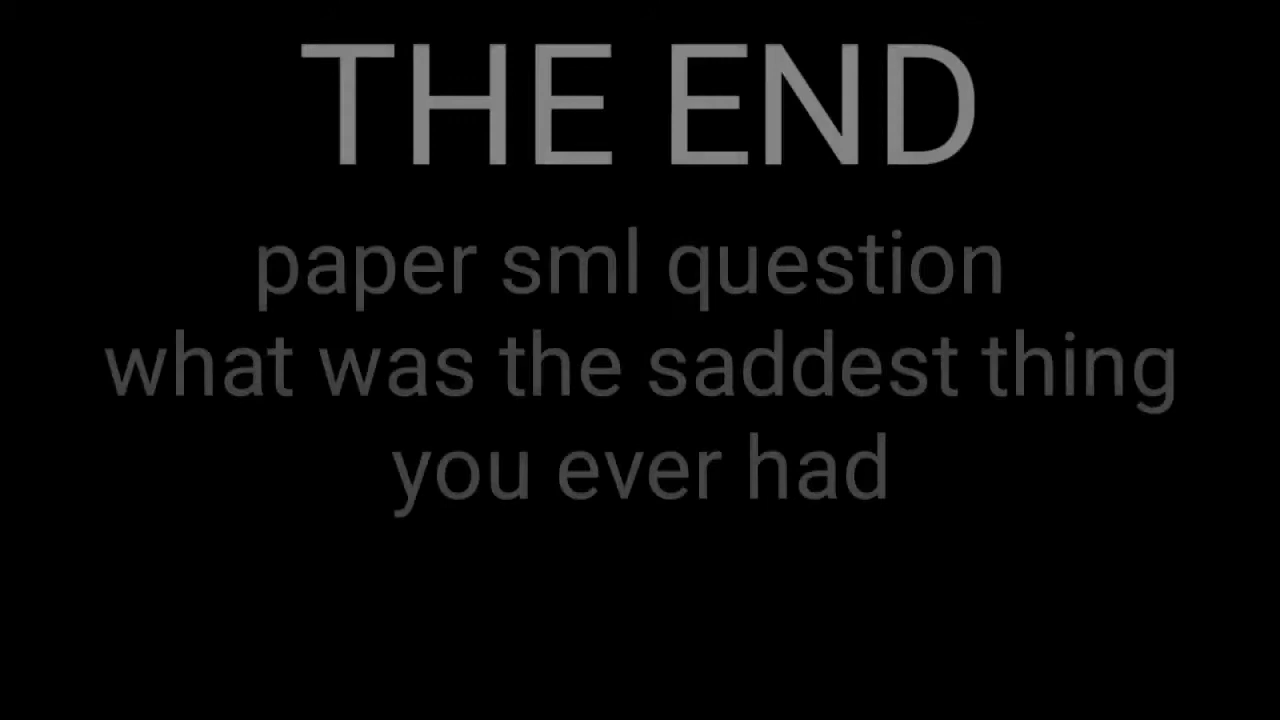 THE END
paper sml question
what was the saddest thing
you ever had